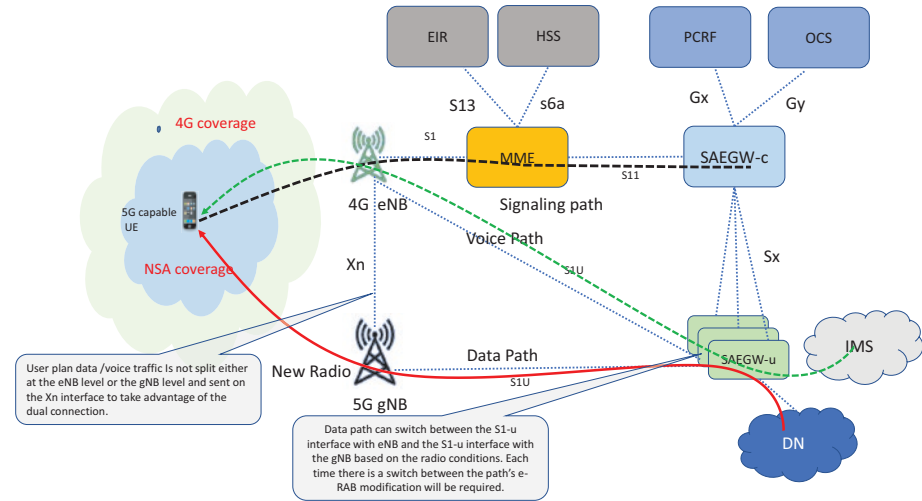 EIR
HSS
PCRF
OCS
S13
s6a
Gx
Gy
4G coverage
S1
MME
SAEGW-c
S11
5G capable
UE
4G eNB
Signaling path
Voice Path
NSA coverage
Xn
S1U
Sx
User plan data /voice traffic Is not split either
at the eNB level or the gNB level and sent on
the Xn interface to take advantage of the
dual connection.
New Radio
Data Path
S1U
5G gNB
SAEGW-u
IMS
Data path can switch between the S1-u
interface with eNB and the S1-u interface with
the gNB based on the radio conditions. Each
time there is a switch between the path's e-
RAB modification will be required.
DN